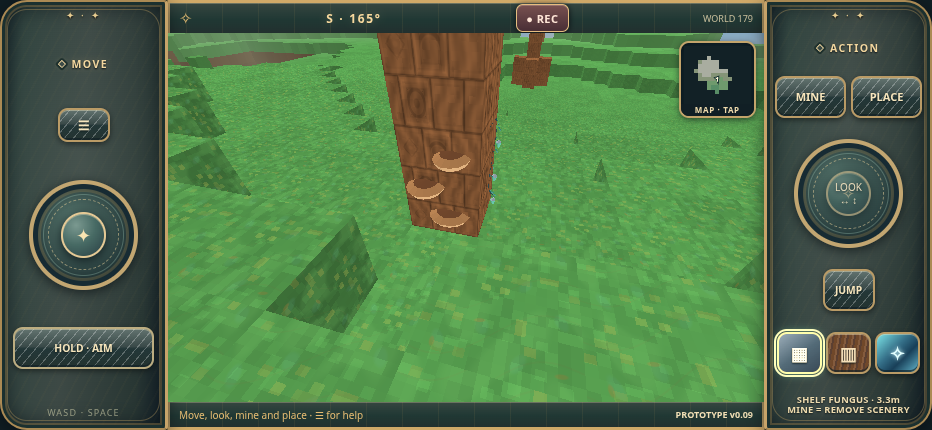 MOVE
HOLD · AIM
WASD · SPACE
S · 165°
● REC
WORLD 179
MAP · TAP
Move, look, mine and place · ☰ for help
PROTOTYPE v0.09
ACTION
MINE
PLACE
LOOK
JUMP
SHELF FUNGUS · 3.3m
MINE = REMOVE SCENERY